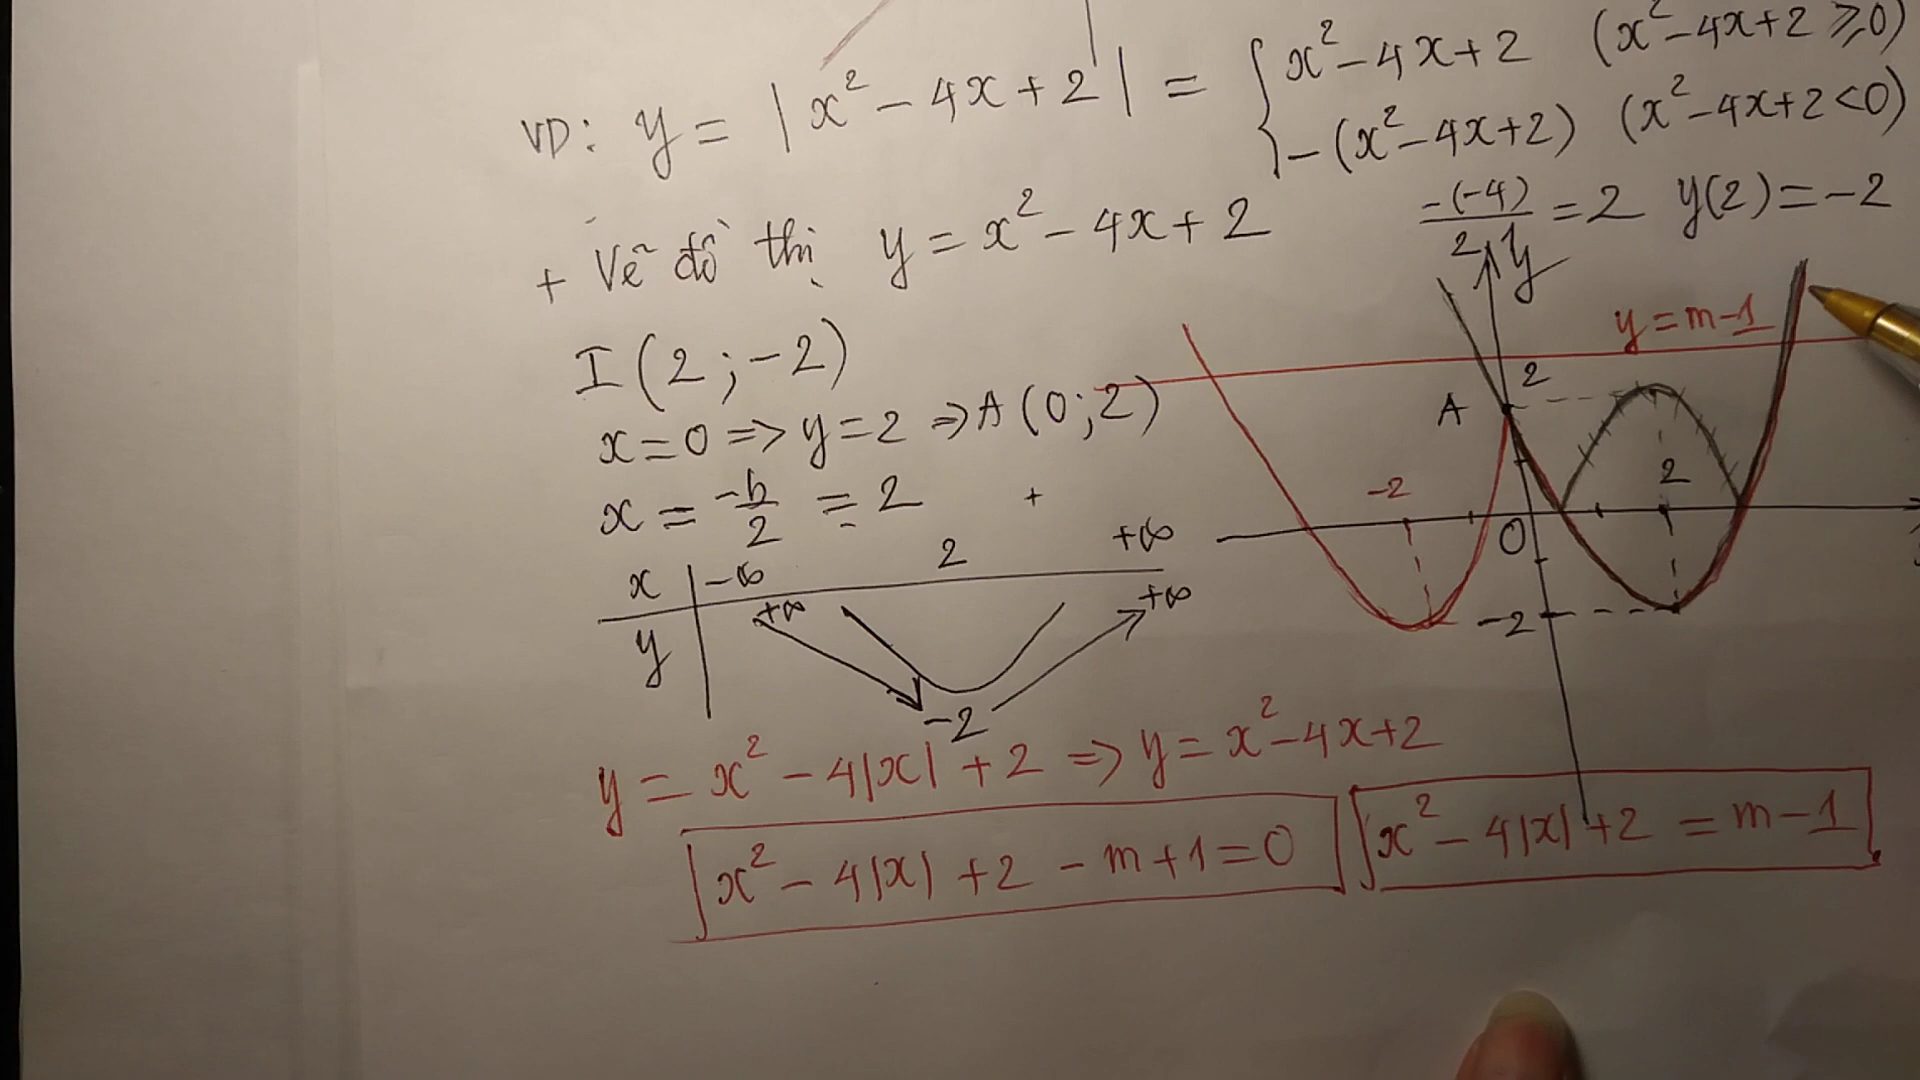 VD: y = |x² - 4x + 2| = { x² - 4x + 2 (x² - 4x + 2 ⩾ 0)
-(x² - 4x + 2) (x² - 4x + 2 < 0)
+ Vẽ đồ thị y = x² - 4x + 2
-(-4)/2 = 2 y(2) = -2
I(2; -2)
x = 0 => y = 2 => A(0; 2)
x = -b/2 = 2 +
x | -∞ 2 +∞
y | +∞ -2 +∞
y
y = m - 1
2
A
-2
2
O
-2
y = x² - 4|x| + 2 => y = x² - 4x + 2
x² - 4|x| + 2 - m + 1 = 0
x² - 4|x| + 2 = m - 1